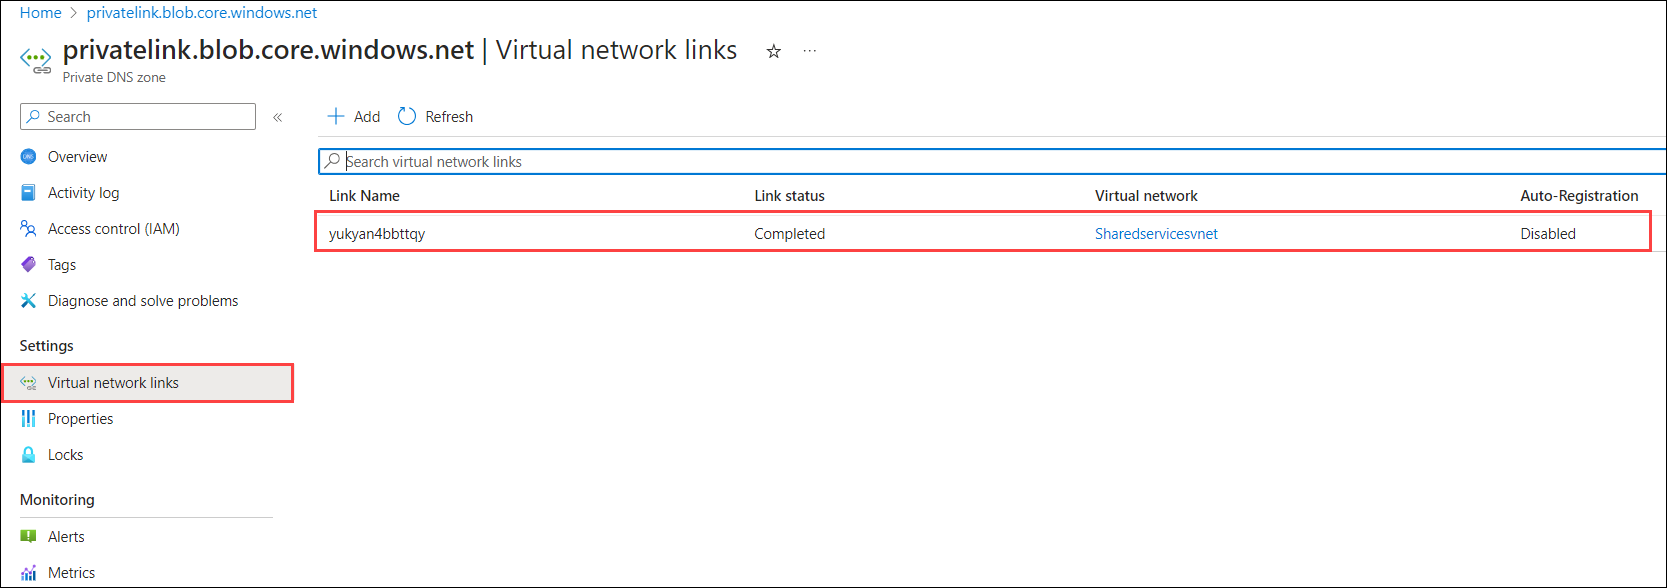 Home > privatelink.blob.core.windows.net
privatelink.blob.core.windows.net | Virtual network links ☆ ···
Private DNS zone
Search «
Overview
Activity log
Access control (IAM)
Tags
Diagnose and solve problems
Settings
Virtual network links
Properties
Locks
Monitoring
Alerts
Metrics
+ Add Refresh
Search virtual network links
Link Name Link status Virtual network Auto-Registration
yukyan4bbttqy Completed Sharedservicesvnet Disabled